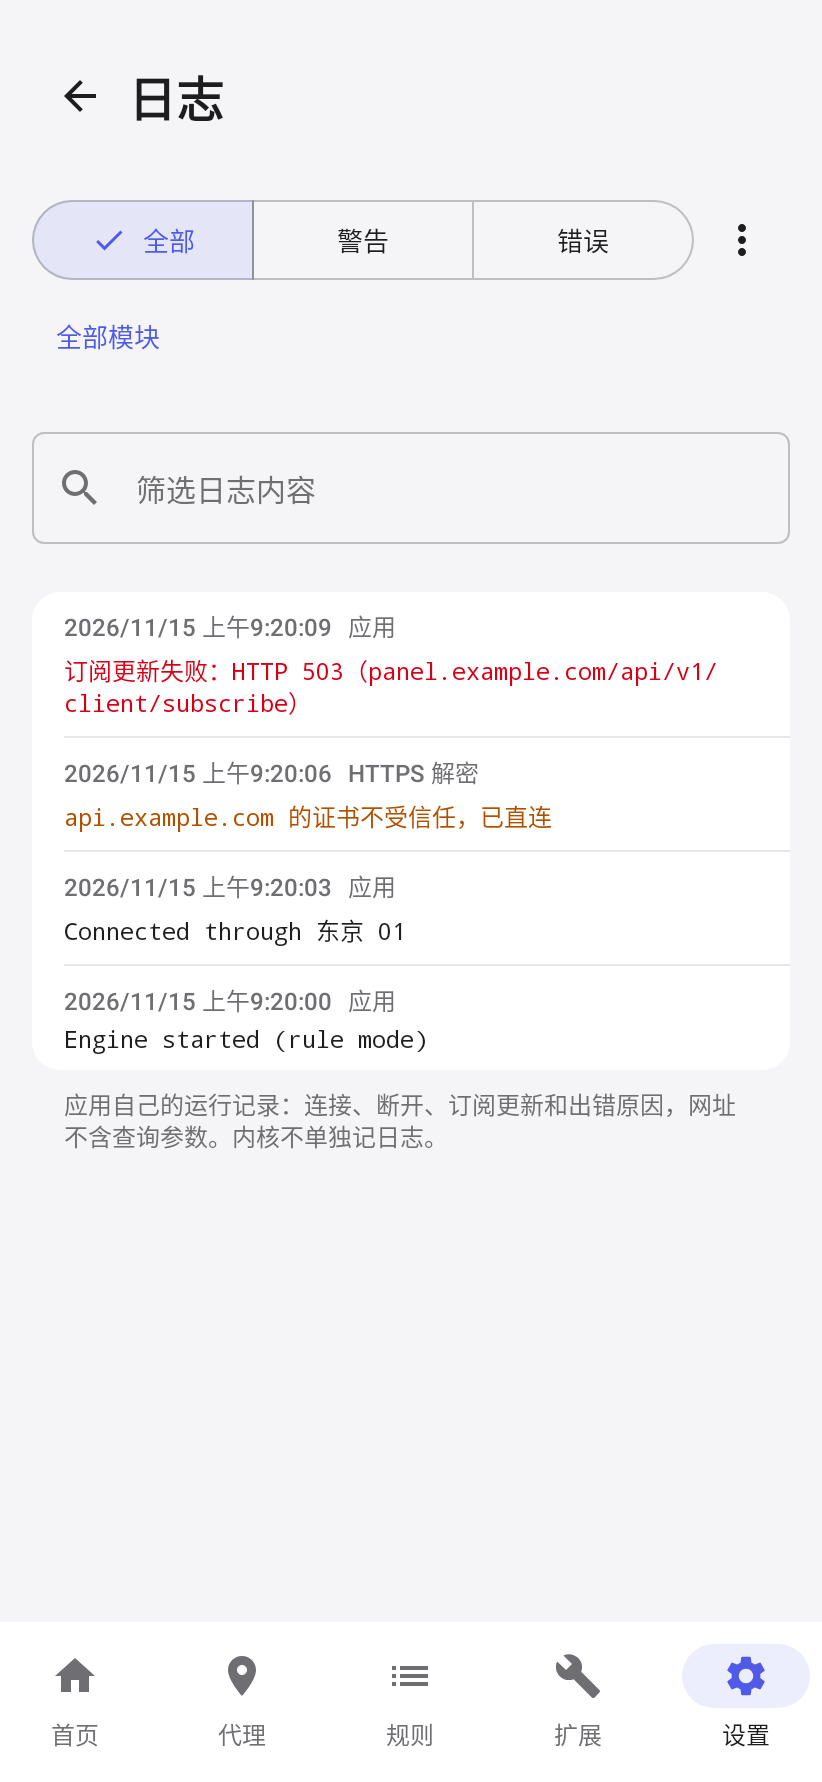 日志
全部
警告
错误
全部模块
筛选日志内容
2026/11/15 上午9:20:09 应用
订阅更新失败：HTTP 503（panel.example.com/api/v1/
client/subscribe）
2026/11/15 上午9:20:06 HTTPS 解密
api.example.com 的证书不受信任，已直连
2026/11/15 上午9:20:03 应用
Connected through 东京 01
2026/11/15 上午9:20:00 应用
Engine started (rule mode)
应用自己的运行记录：连接、断开、订阅更新和出错原因，网址
不含查询参数。内核不单独记日志。
首页
代理
规则
扩展
设置